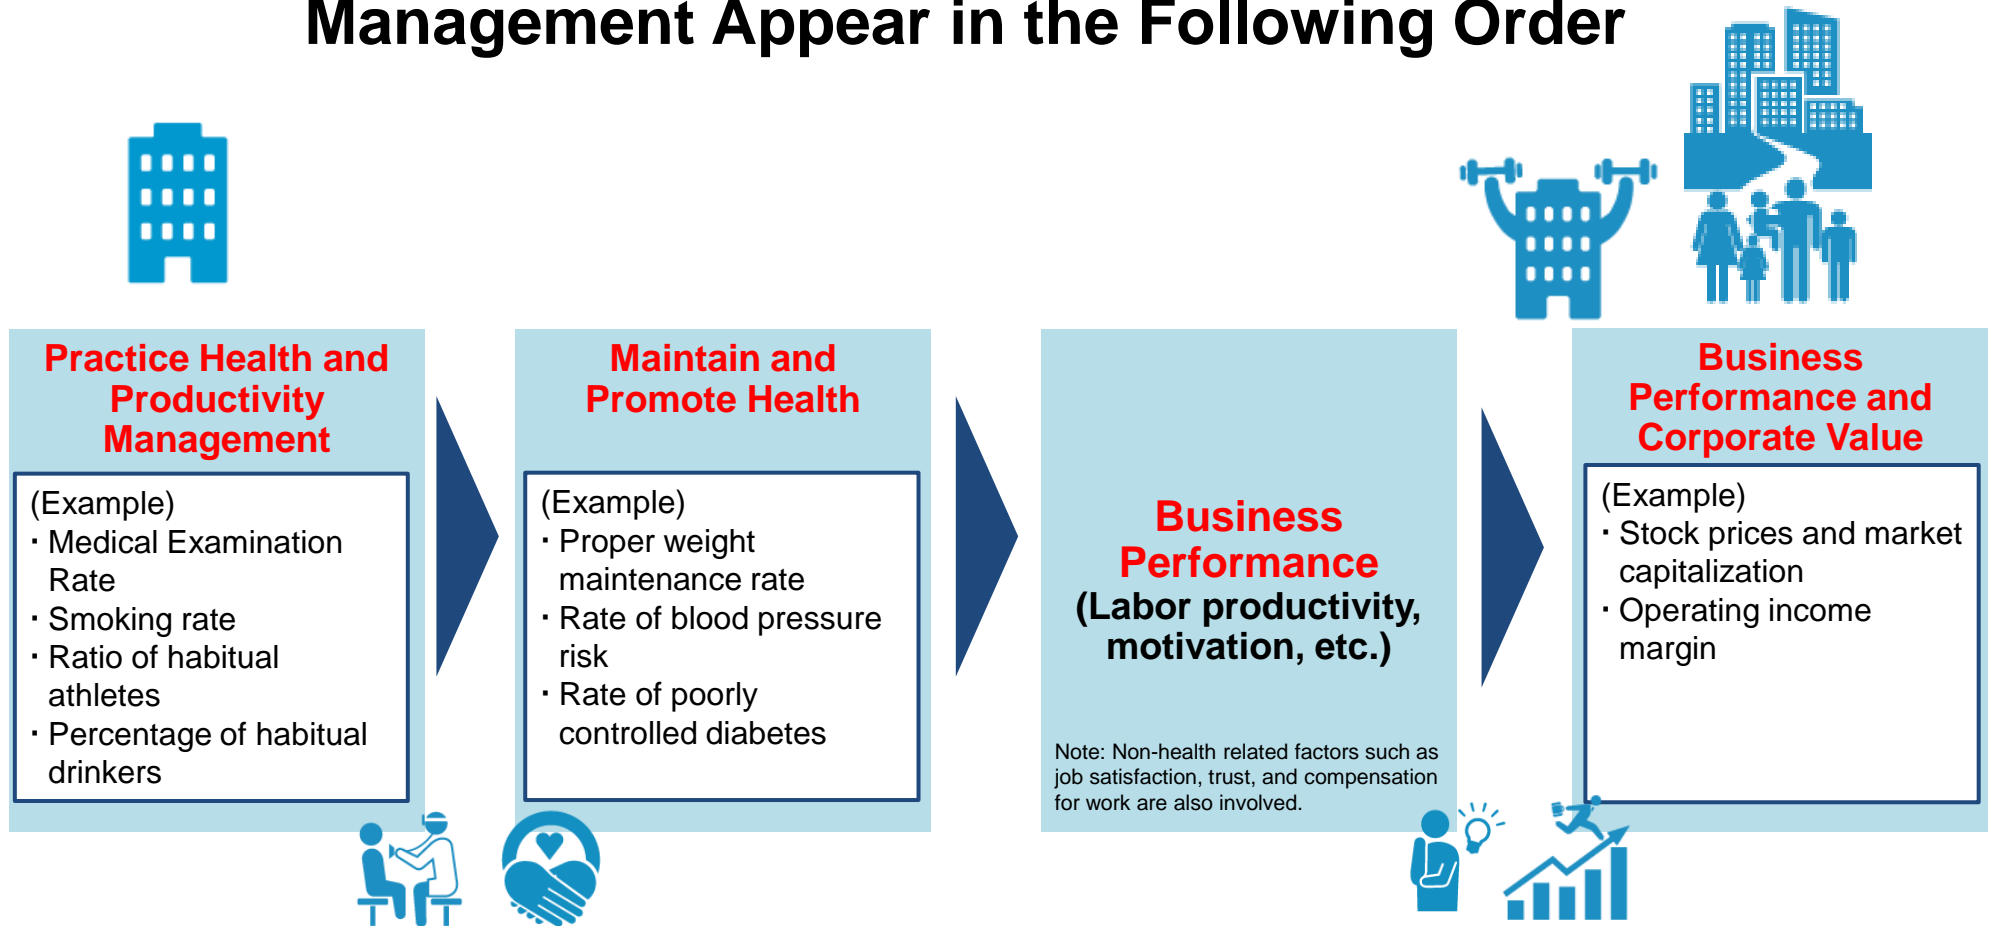 Management Appear in the Following Order
Practice Health and
Productivity
Management
(Example)
・Medical Examination
Rate
・Smoking rate
・Ratio of habitual
athletes
・Percentage of habitual
drinkers
Maintain and
Promote Health
(Example)
・Proper weight
maintenance rate
・Rate of blood pressure
risk
・Rate of poorly
controlled diabetes
Business
Performance
(Labor productivity,
motivation, etc.)
Note: Non-health related factors such as
job satisfaction, trust, and compensation
for work are also involved.
Business
Performance and
Corporate Value
(Example)
・Stock prices and market
capitalization
・Operating income
margin